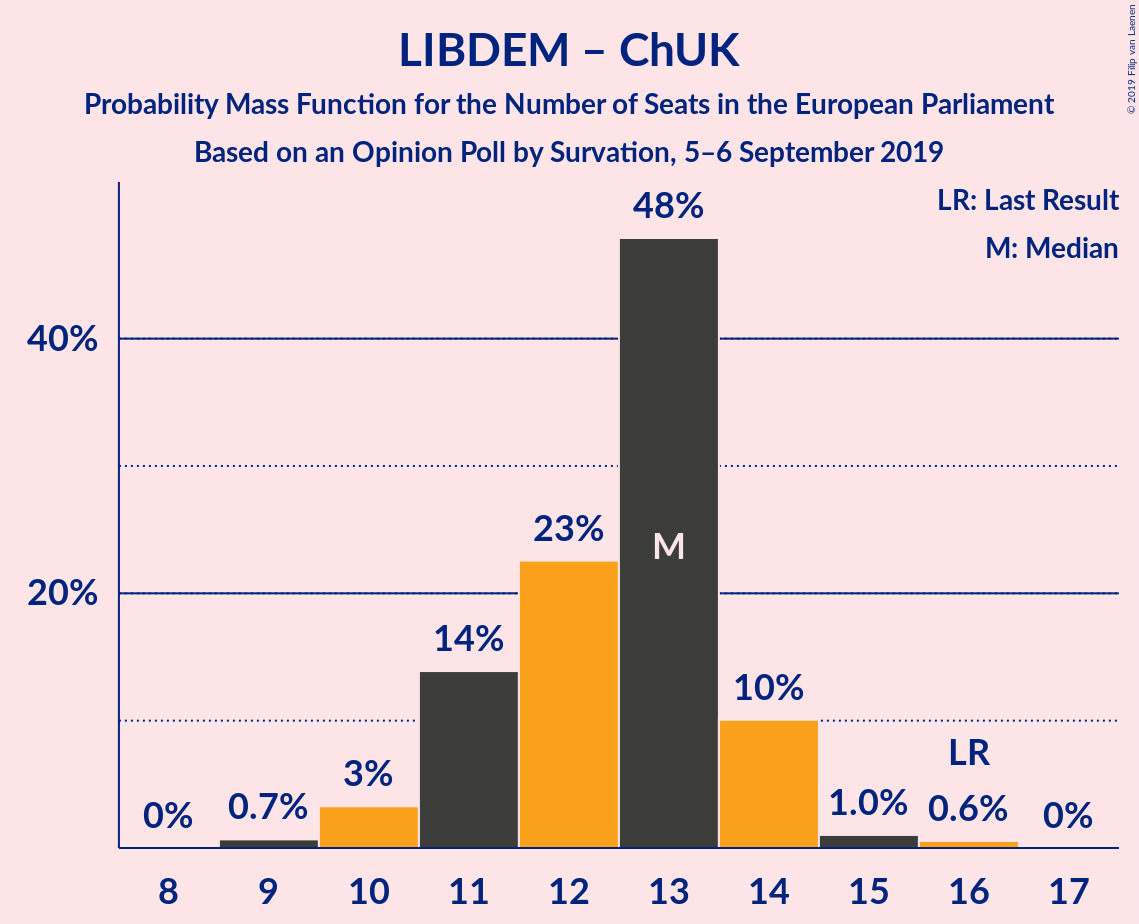 LIBDEM – ChUK
Probability Mass Function for the Number of Seats in the European Parliament
Based on an Opinion Poll by Survation, 5–6 September 2019
© 2019 Filip van Laenen
LR: Last Result
M: Median
48%
40%
23%
M
20%
14%
10%
LR
3%
0%
0.7%
1.0%
0.6%
0%
8 9 10 11 12 13 14 15 16 17